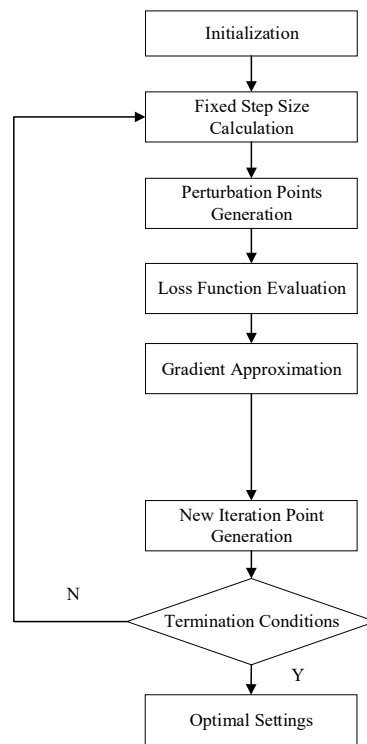 Initialization
Fixed Step Size
Calculation
Perturbation Points
Generation
Loss Function Evaluation
Gradient Approximation
New Iteration Point
Generation
N
Termination Conditions
Y
Optimal Settings